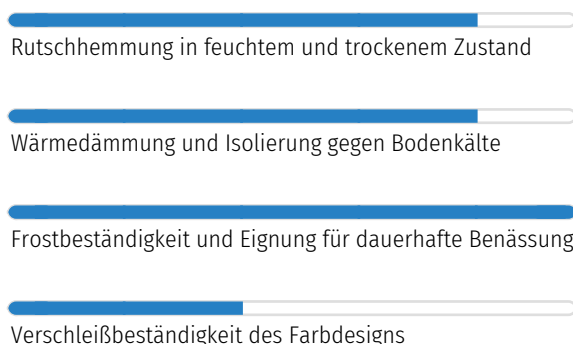 Rutschhemmung in feuchtem und trockenem Zustand
Wärmedämmung und Isolierung gegen Bodenkälte
Frostbeständigkeit und Eignung für dauerhafte Benässung
Verschleißbeständigkeit des Farbdesigns